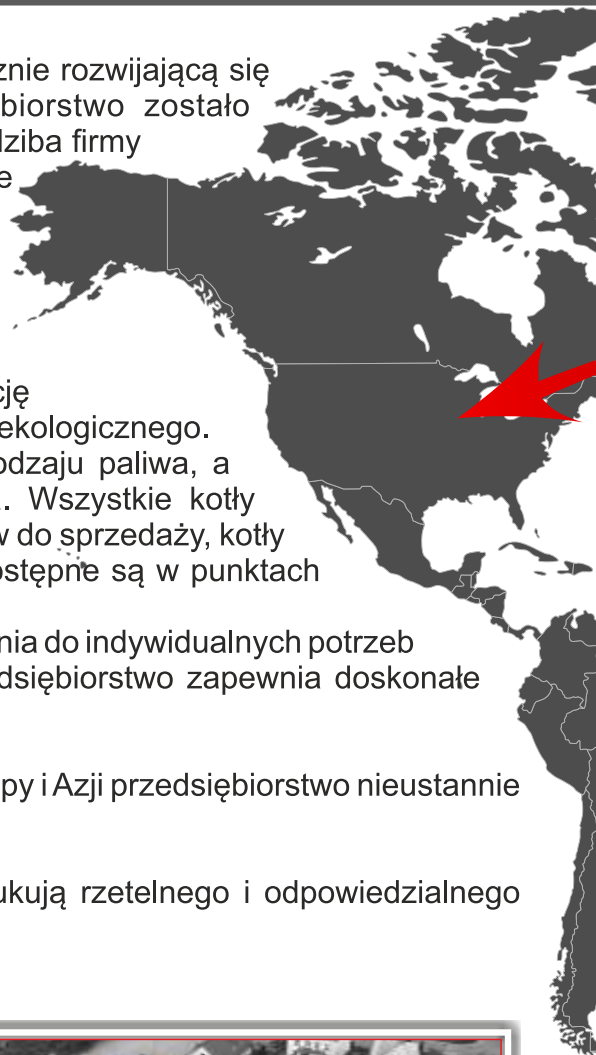 znie rozwijającą się
biorstwo zostało
dziba firmy
e
cję
ekologicznego.
odzaju paliwa, a
. Wszystkie kotły
w do sprzedaży, kotły
ostępne są w punktach
nia do indywidualnych potrzeb
dsiębiorstwo zapewnia doskonałe
py i Azji przedsiębiorstwo nieustannie
ukują rzetelnego i odpowiedzialnego